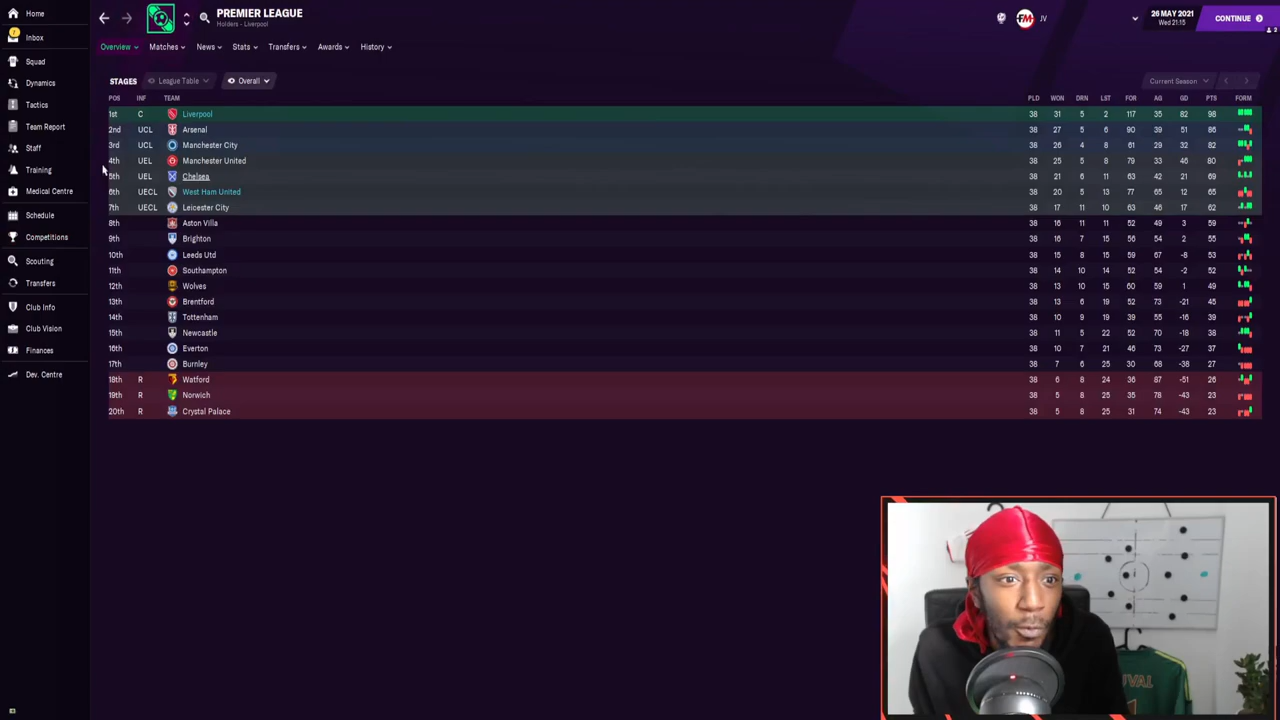 PREMIER LEAGUE
Holders - Liverpool
FM JV
26 MAY 2021
Wed 21:15
CONTINUE
2
Home
7
Inbox
Squad
Dynamics
Tactics
Team Report
Staff
Training
Medical Centre
Schedule
Competitions
Scouting
Transfers
Club Info
Club Vision
Finances
Dev. Centre
Overview Matches News Stats Transfers Awards History
STAGES League Table Overall Current Season
POS INF TEAM PLD WON DRN LST FOR AG GD PTS FORM
1st C Liverpool 38 31 5 2 117 35 82 98
2nd UCL Arsenal 38 27 5 6 90 39 51 86
3rd UCL Manchester City 38 26 4 8 61 29 32 82
4th UEL Manchester United 38 25 5 8 79 33 46 80
5th UEL Chelsea 38 21 6 11 63 42 21 69
6th UECL West Ham United 38 20 5 13 77 65 12 65
7th UECL Leicester City 38 17 11 10 63 46 17 62
8th Aston Villa 38 16 11 11 52 49 3 59
9th Brighton 38 16 7 15 56 54 2 55
10th Leeds Utd 38 15 8 15 59 67 -8 53
11th Southampton 38 14 10 14 52 54 -2 52
12th Wolves 38 13 10 15 60 59 1 49
13th Brentford 38 13 6 19 52 73 -21 45
14th Tottenham 38 10 9 19 39 55 -16 39
15th Newcastle 38 11 5 22 52 70 -18 38
16th Everton 38 10 7 21 46 73 -27 37
17th Burnley 38 7 6 25 30 68 -38 27
18th R Watford 38 6 8 24 36 87 -51 26
19th R Norwich 38 5 8 25 35 78 -43 23
20th R Crystal Palace 38 5 8 25 31 74 -43 23